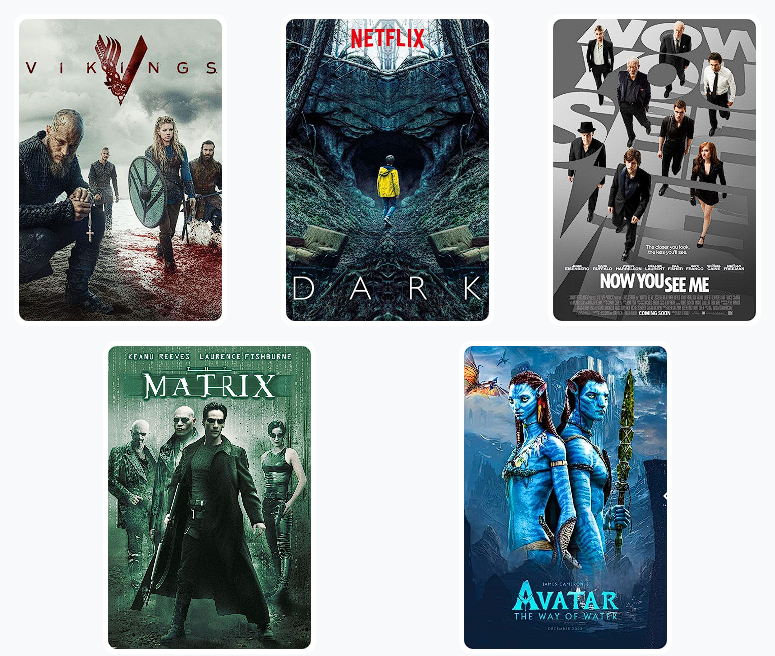 VIKINGS
NETFLIX
DARK
NOW
YOU
SEE
ME
The closer you look,
the less you'll see.
NOW YOU SEE ME
COMING SOON
KEANU REEVES LAURENCE FISHBURNE
MATRIX
JAMES CAMERON'S
AVATAR
THE WAY OF WATER